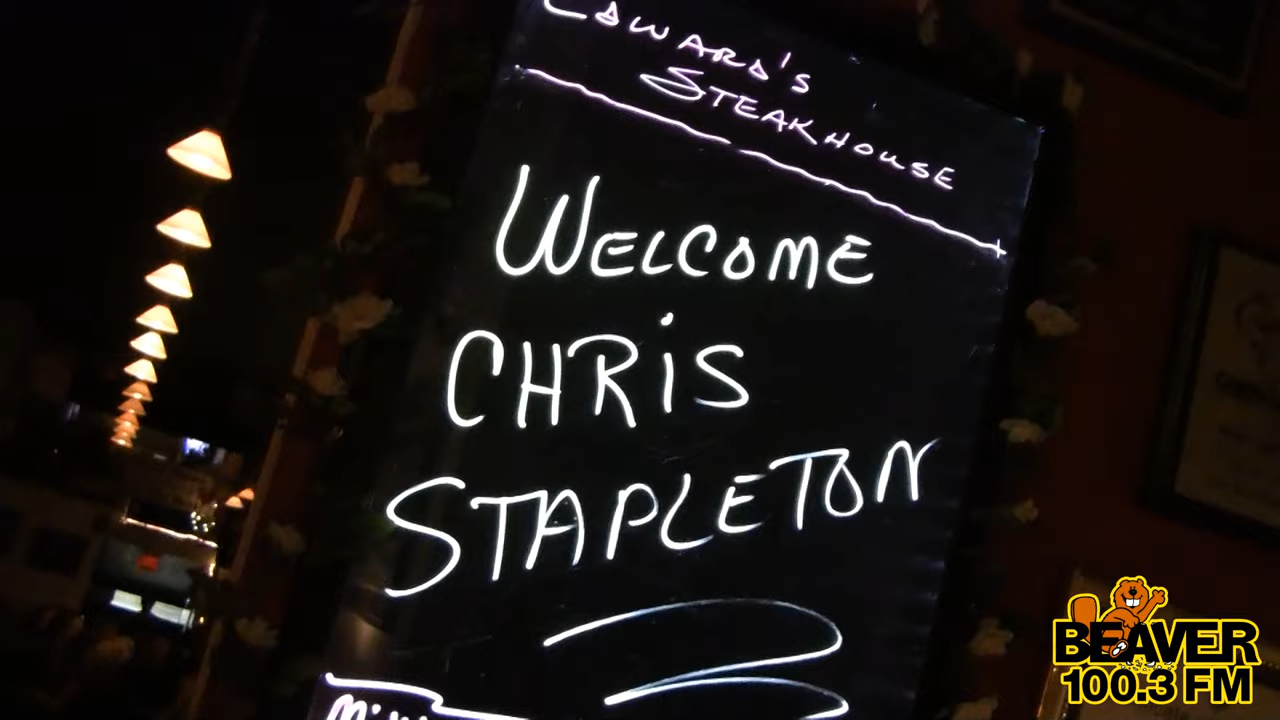 EDWARD'S
STEAKHOUSE
WELCOME
CHRiS
STAPLETON
BEAVER
100.3 FM